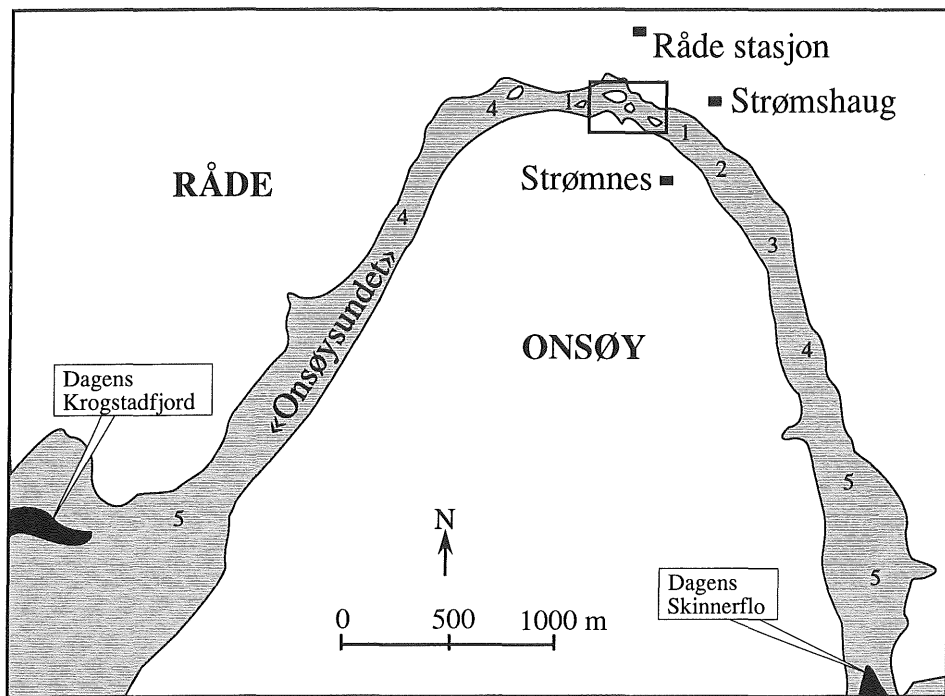 Råde stasjon
4
1
Strømshaug
1
2
Strømnes
RÅDE
4
3
«Onsøysundet»
ONSØY
4
Dagens
Krogstadfjord
5
5
N
5
Dagens
Skinnerflo
0 500 1000 m